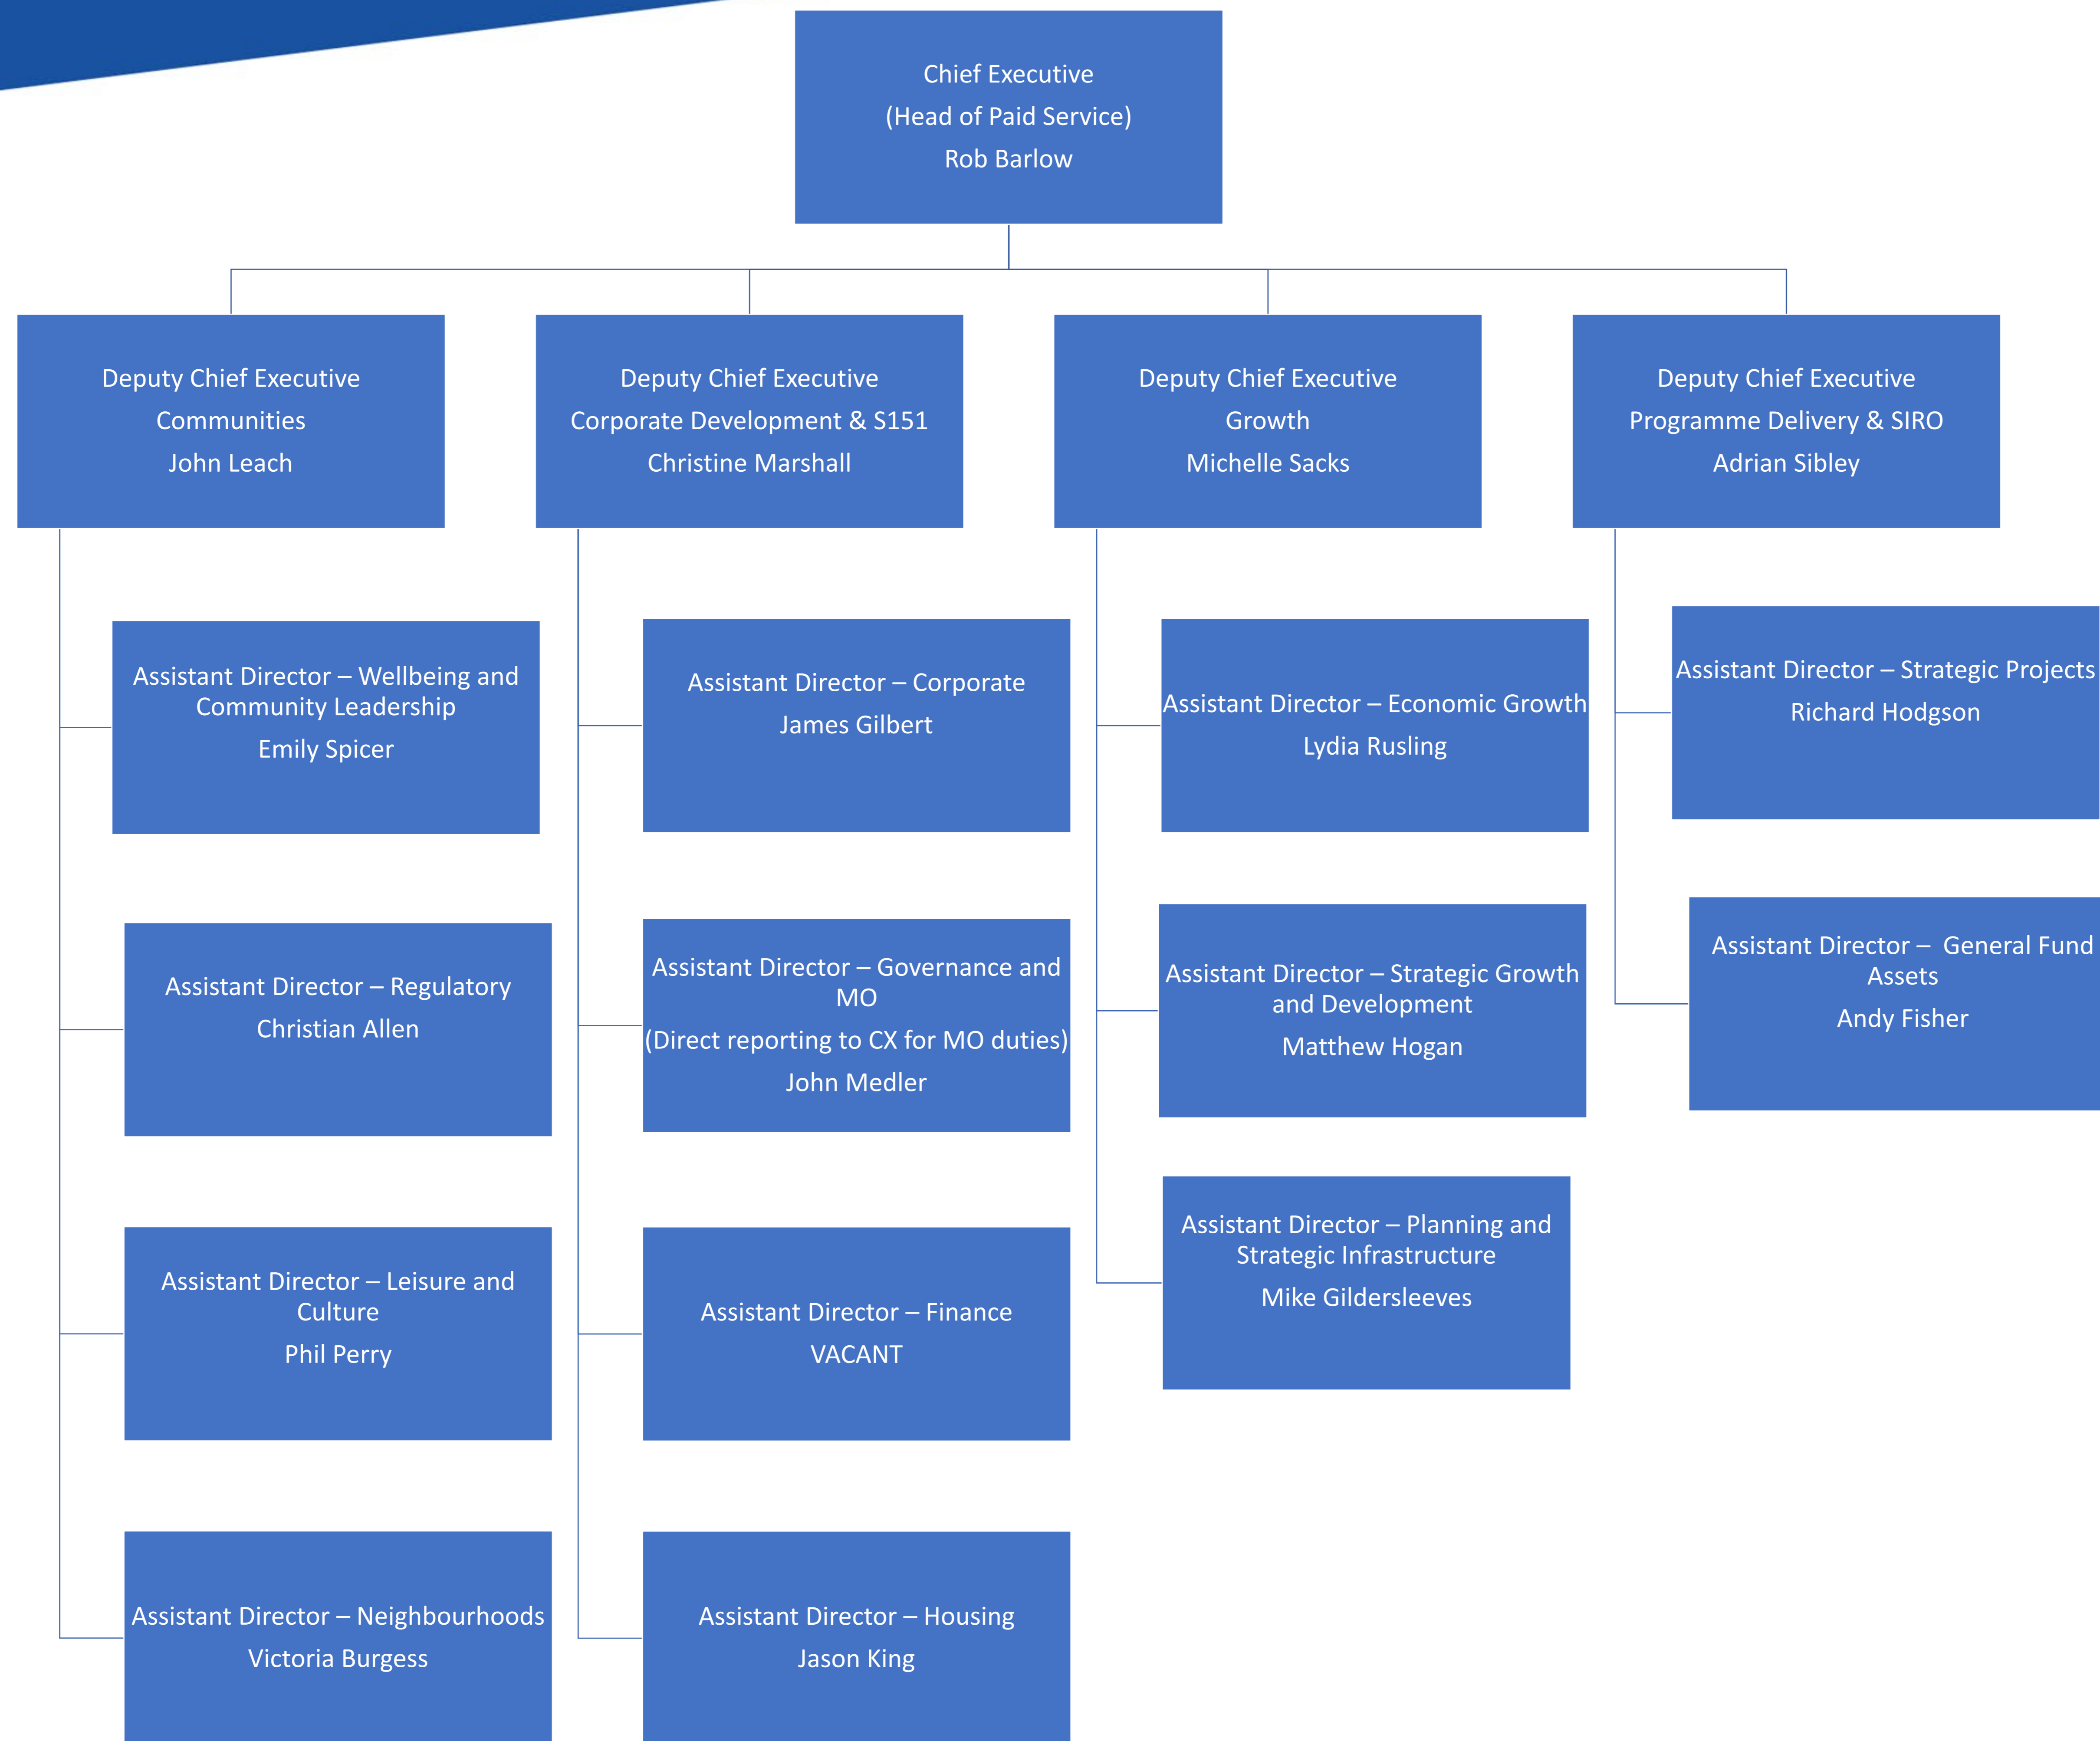 Chief Executive
(Head of Paid Service)
Rob Barlow
Deputy Chief Executive
Communities
John Leach
Deputy Chief Executive
Corporate Development & S151
Christine Marshall
Deputy Chief Executive
Growth
Michelle Sacks
Deputy Chief Executive
Programme Delivery & SIRO
Adrian Sibley
Assistant Director – Wellbeing and
Community Leadership
Emily Spicer
Assistant Director – Regulatory
Christian Allen
Assistant Director – Leisure and
Culture
Phil Perry
Assistant Director – Neighbourhoods
Victoria Burgess
Assistant Director – Corporate
James Gilbert
Assistant Director – Governance and
MO
(Direct reporting to CX for MO duties)
John Medler
Assistant Director – Finance
VACANT
Assistant Director – Housing
Jason King
Assistant Director – Economic Growth
Lydia Rusling
Assistant Director – Strategic Growth
and Development
Matthew Hogan
Assistant Director – Planning and
Strategic Infrastructure
Mike Gildersleeves
Assistant Director – Strategic Projects
Richard Hodgson
Assistant Director –  General Fund
Assets
Andy Fisher